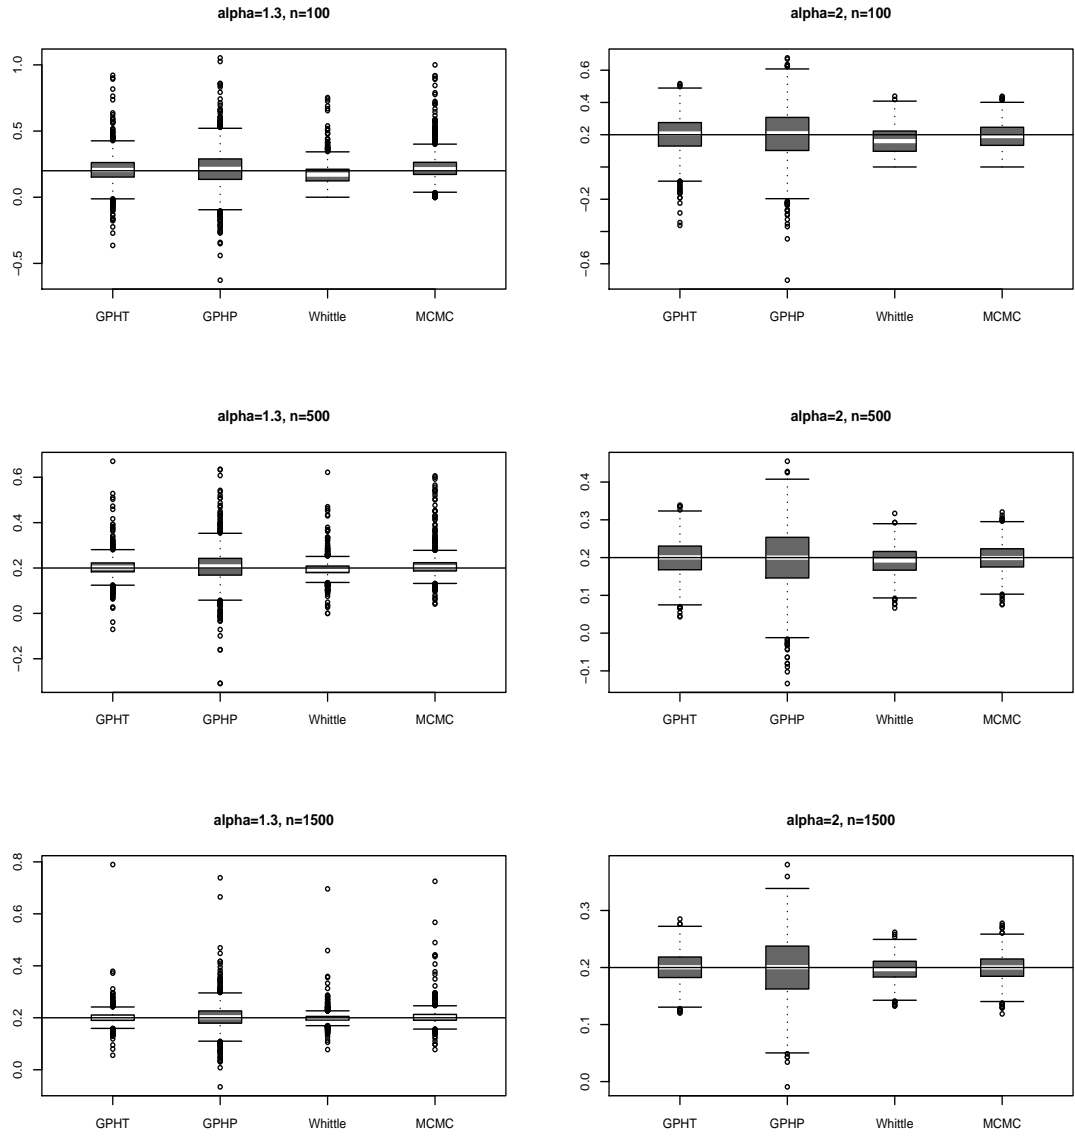 alpha=1.3, n=100
1.0
0.5
0.0
−0.5
GPHT GPHP Whittle MCMC
alpha=2, n=100
0.6
0.4
0.2
−0.2
−0.6
GPHT GPHP Whittle MCMC
alpha=1.3, n=500
0.6
0.4
0.2
0.0
−0.2
GPHT GPHP Whittle MCMC
alpha=2, n=500
0.4
0.3
0.2
0.1
0.0
−0.1
GPHT GPHP Whittle MCMC
alpha=1.3, n=1500
0.8
0.6
0.4
0.2
0.0
GPHT GPHP Whittle MCMC
alpha=2, n=1500
0.3
0.2
0.1
0.0
GPHT GPHP Whittle MCMC